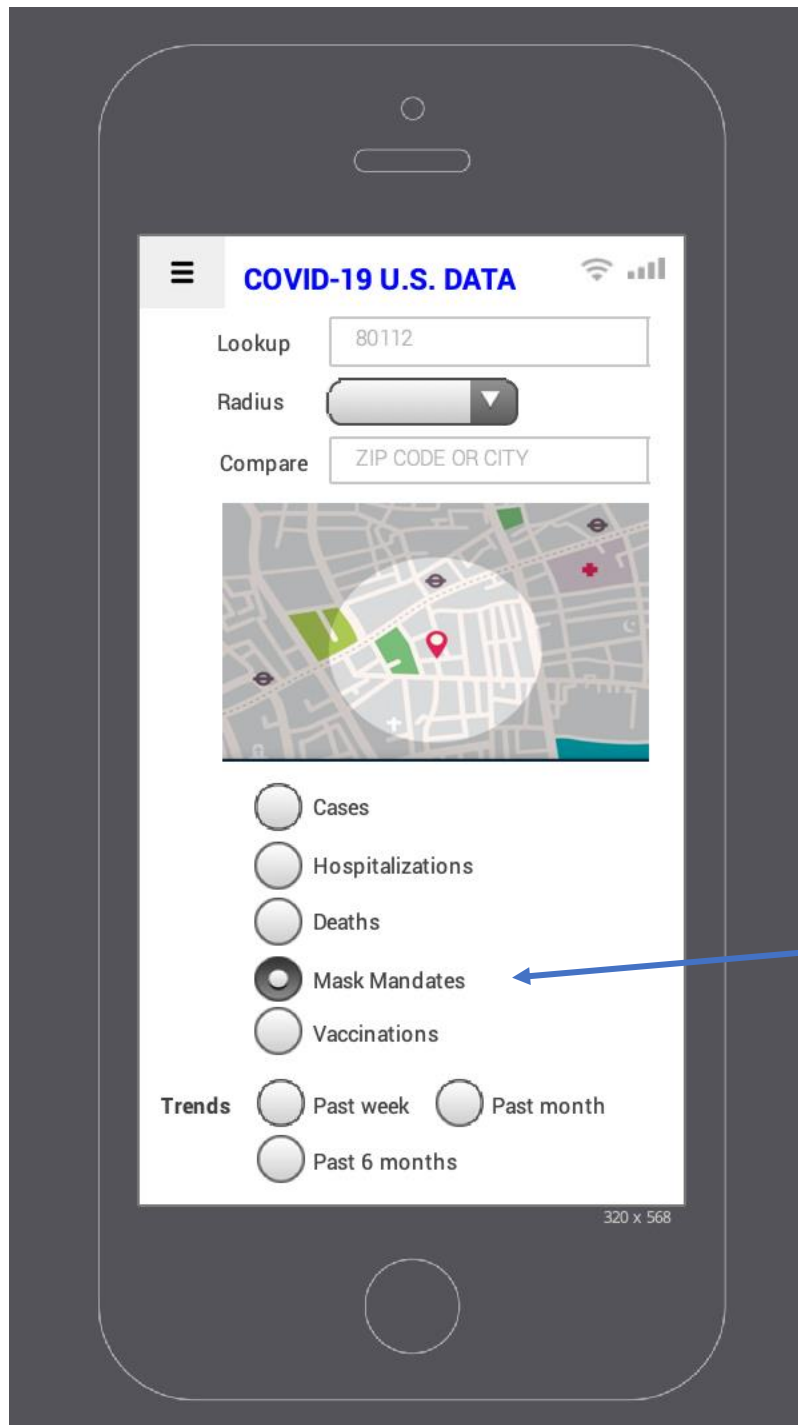 COVID-19 U.S. DATA
Lookup 80112
Radius
Compare ZIP CODE OR CITY
Cases
Hospitalizations
Deaths
Mask Mandates
Vaccinations
Trends Past week Past month
Past 6 months
320 x 568